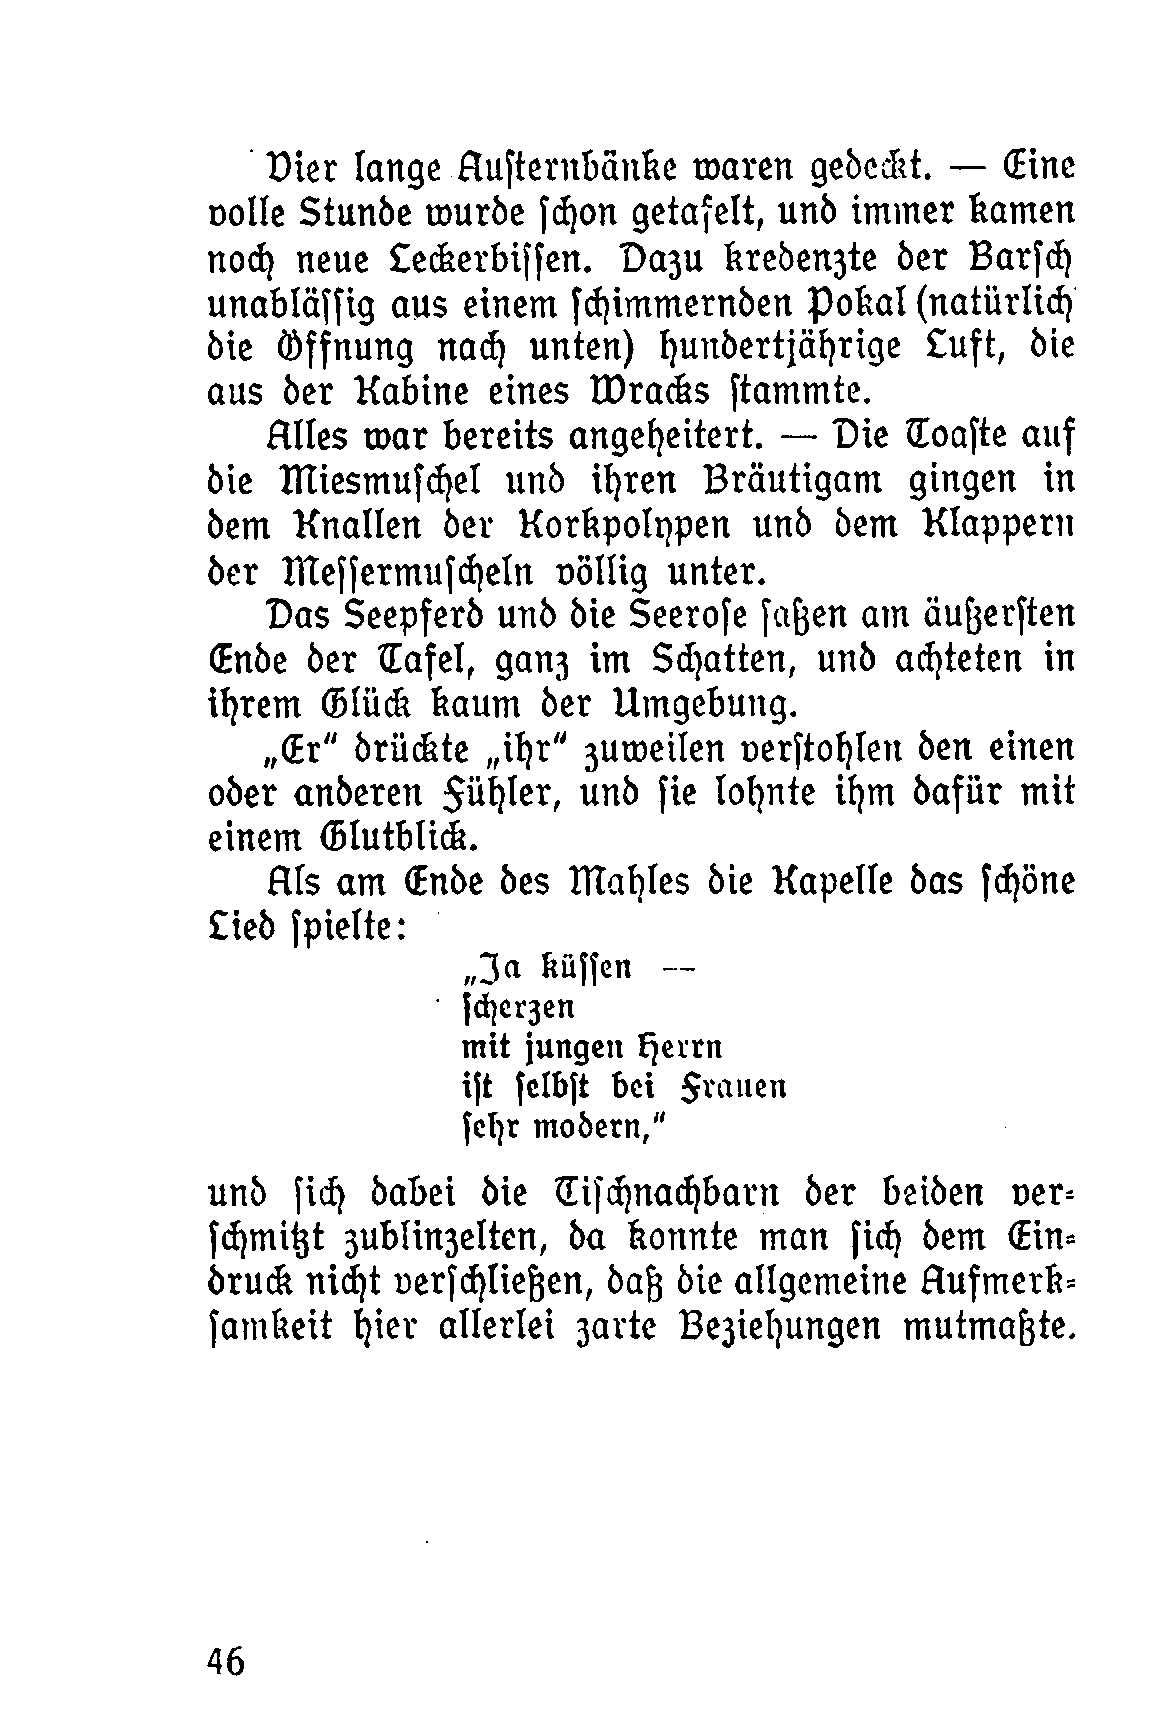 Vier lange Austernbänke waren gedeckt. — Eine
volle Stunde wurde schon getafelt, und immer kamen
noch neue Leckerbissen. Dazu kredenzte der Barsch
unablässig aus einem schimmernden Pokal (natürlich
die Öffnung nach unten) hundertjährige Luft, die
aus der Kabine eines Wracks stammte.
Alles war bereits angeheitert. — Die Toaste auf
die Miesmuschel und ihren Bräutigam gingen in
dem Knallen der Korkpolypen und dem Klappern
der Messermuscheln völlig unter.
Das Seepferd und die Seerose saßen am äußersten
Ende der Tafel, ganz im Schatten, und achteten in
ihrem Glück kaum der Umgebung.
„Er“ drückte „ihr“ zuweilen verstohlen den einen
oder anderen Fühler, und sie lohnte ihm dafür mit
einem Glutblick.
Als am Ende des Mahles die Kapelle das schöne
Lied spielte:
„Ja küssen —
scherzen
mit jungen Herrn
ist selbst bei Frauen
sehr modern,“
und sich dabei die Tischnachbarn der beiden ver-
schmitzt zublinzelten, da konnte man sich dem Ein-
druck nicht verschließen, daß die allgemeine Aufmerk-
samkeit hier allerlei zarte Beziehungen mutmaßte.
46